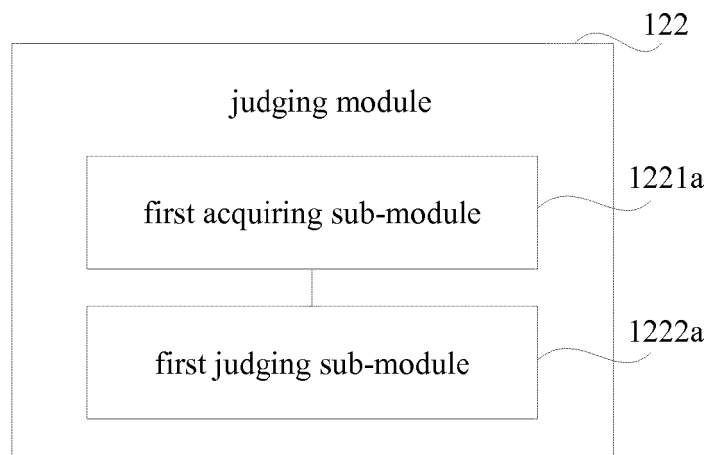 122
judging module
1221a
first acquiring sub-module
1222a
first judging sub-module